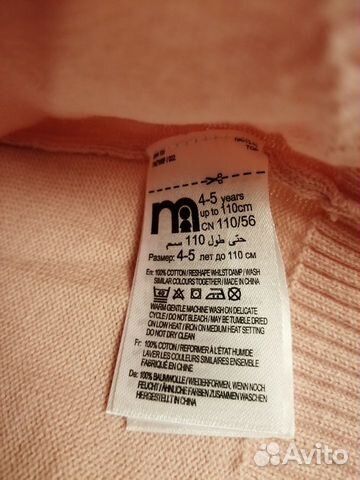 4-5 years
up to 110cm
CN 110/56
حتى طول 110 سم
Размер: 4-5 лет до 110 см
En: 100% COTTON / RESHAPE WHILST DAMP / WASH
SIMILAR COLOURS TOGETHER / MADE IN CHINA
40
WARM GENTLE MACHINE WASH ON DELICATE
CYCLE / DO NOT BLEACH / MAY BE TUMBLE DRIED
ON LOW HEAT / IRON ON MEDIUM HEAT SETTING
DO NOT DRY CLEAN
Fr: 100% COTON / REFORMER À L'ÉTAT HUMIDE
LAVER LES COULEURS SIMILAIRES ENSEMBLE
FABRIQUÉ EN CHINE
De: 100% BAUMWOLLE / WIEDERFORMEN, WENN NOCH
FEUCHT / ÄHNLICHE FARBEN ZUSAMMEN WASCHEN
HERGESTELLT IN CHINA
Avito